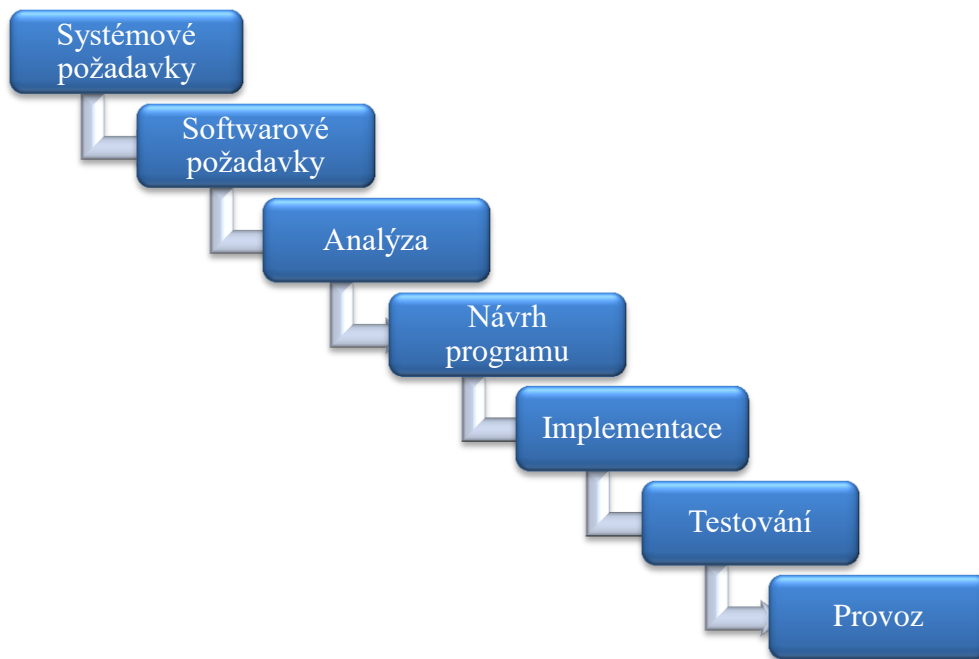 Systémové
požadavky
Softwarové
požadavky
Analýza
Návrh
programu
Implementace
Testování
Provoz